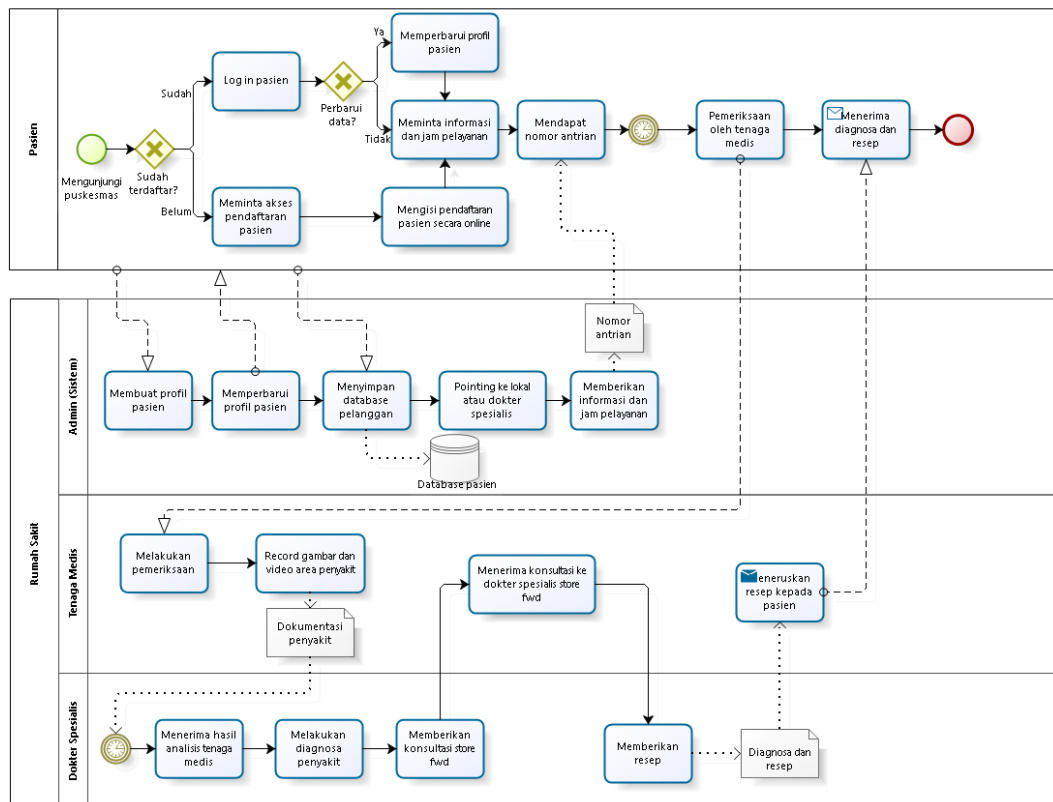 Pasien
Mengunjungi
puskesmas
Sudah
terdaftar?
Sudah
Belum
Log in pasien
Perbarui
data?
Ya
Tidak
Memperbarui profil
pasien
Meminta informasi
dan jam pelayanan
Meminta akses
pendaftaran
pasien
Mengisi pendaftaran
pasien secara online
Mendapat
nomor antrian
Pemeriksaan
oleh tenaga
medis
Menerima
diagnosa dan
resep
Rumah Sakit
Admin (Sistem)
Membuat profil
pasien
Memperbarui
profil pasien
Menyimpan
database
pelanggan
Pointing ke lokal
atau dokter
spesialis
Memberikan
informasi dan
jam pelayanan
Nomor
antrian
Database pasien
Tenaga Medis
Melakukan
pemeriksaan
Record gambar dan
video area penyakit
Dokumentasi
penyakit
Menerima konsultasi ke
dokter spesialis store
fwd
eneruskan
resep kepada
pasien
Dokter Spesialis
Menerima hasil
analisis tenaga
medis
Melakukan
diagnosa
penyakit
Memberikan
konsultasi store
fwd
Memberikan
resep
Diagnosa dan
resep